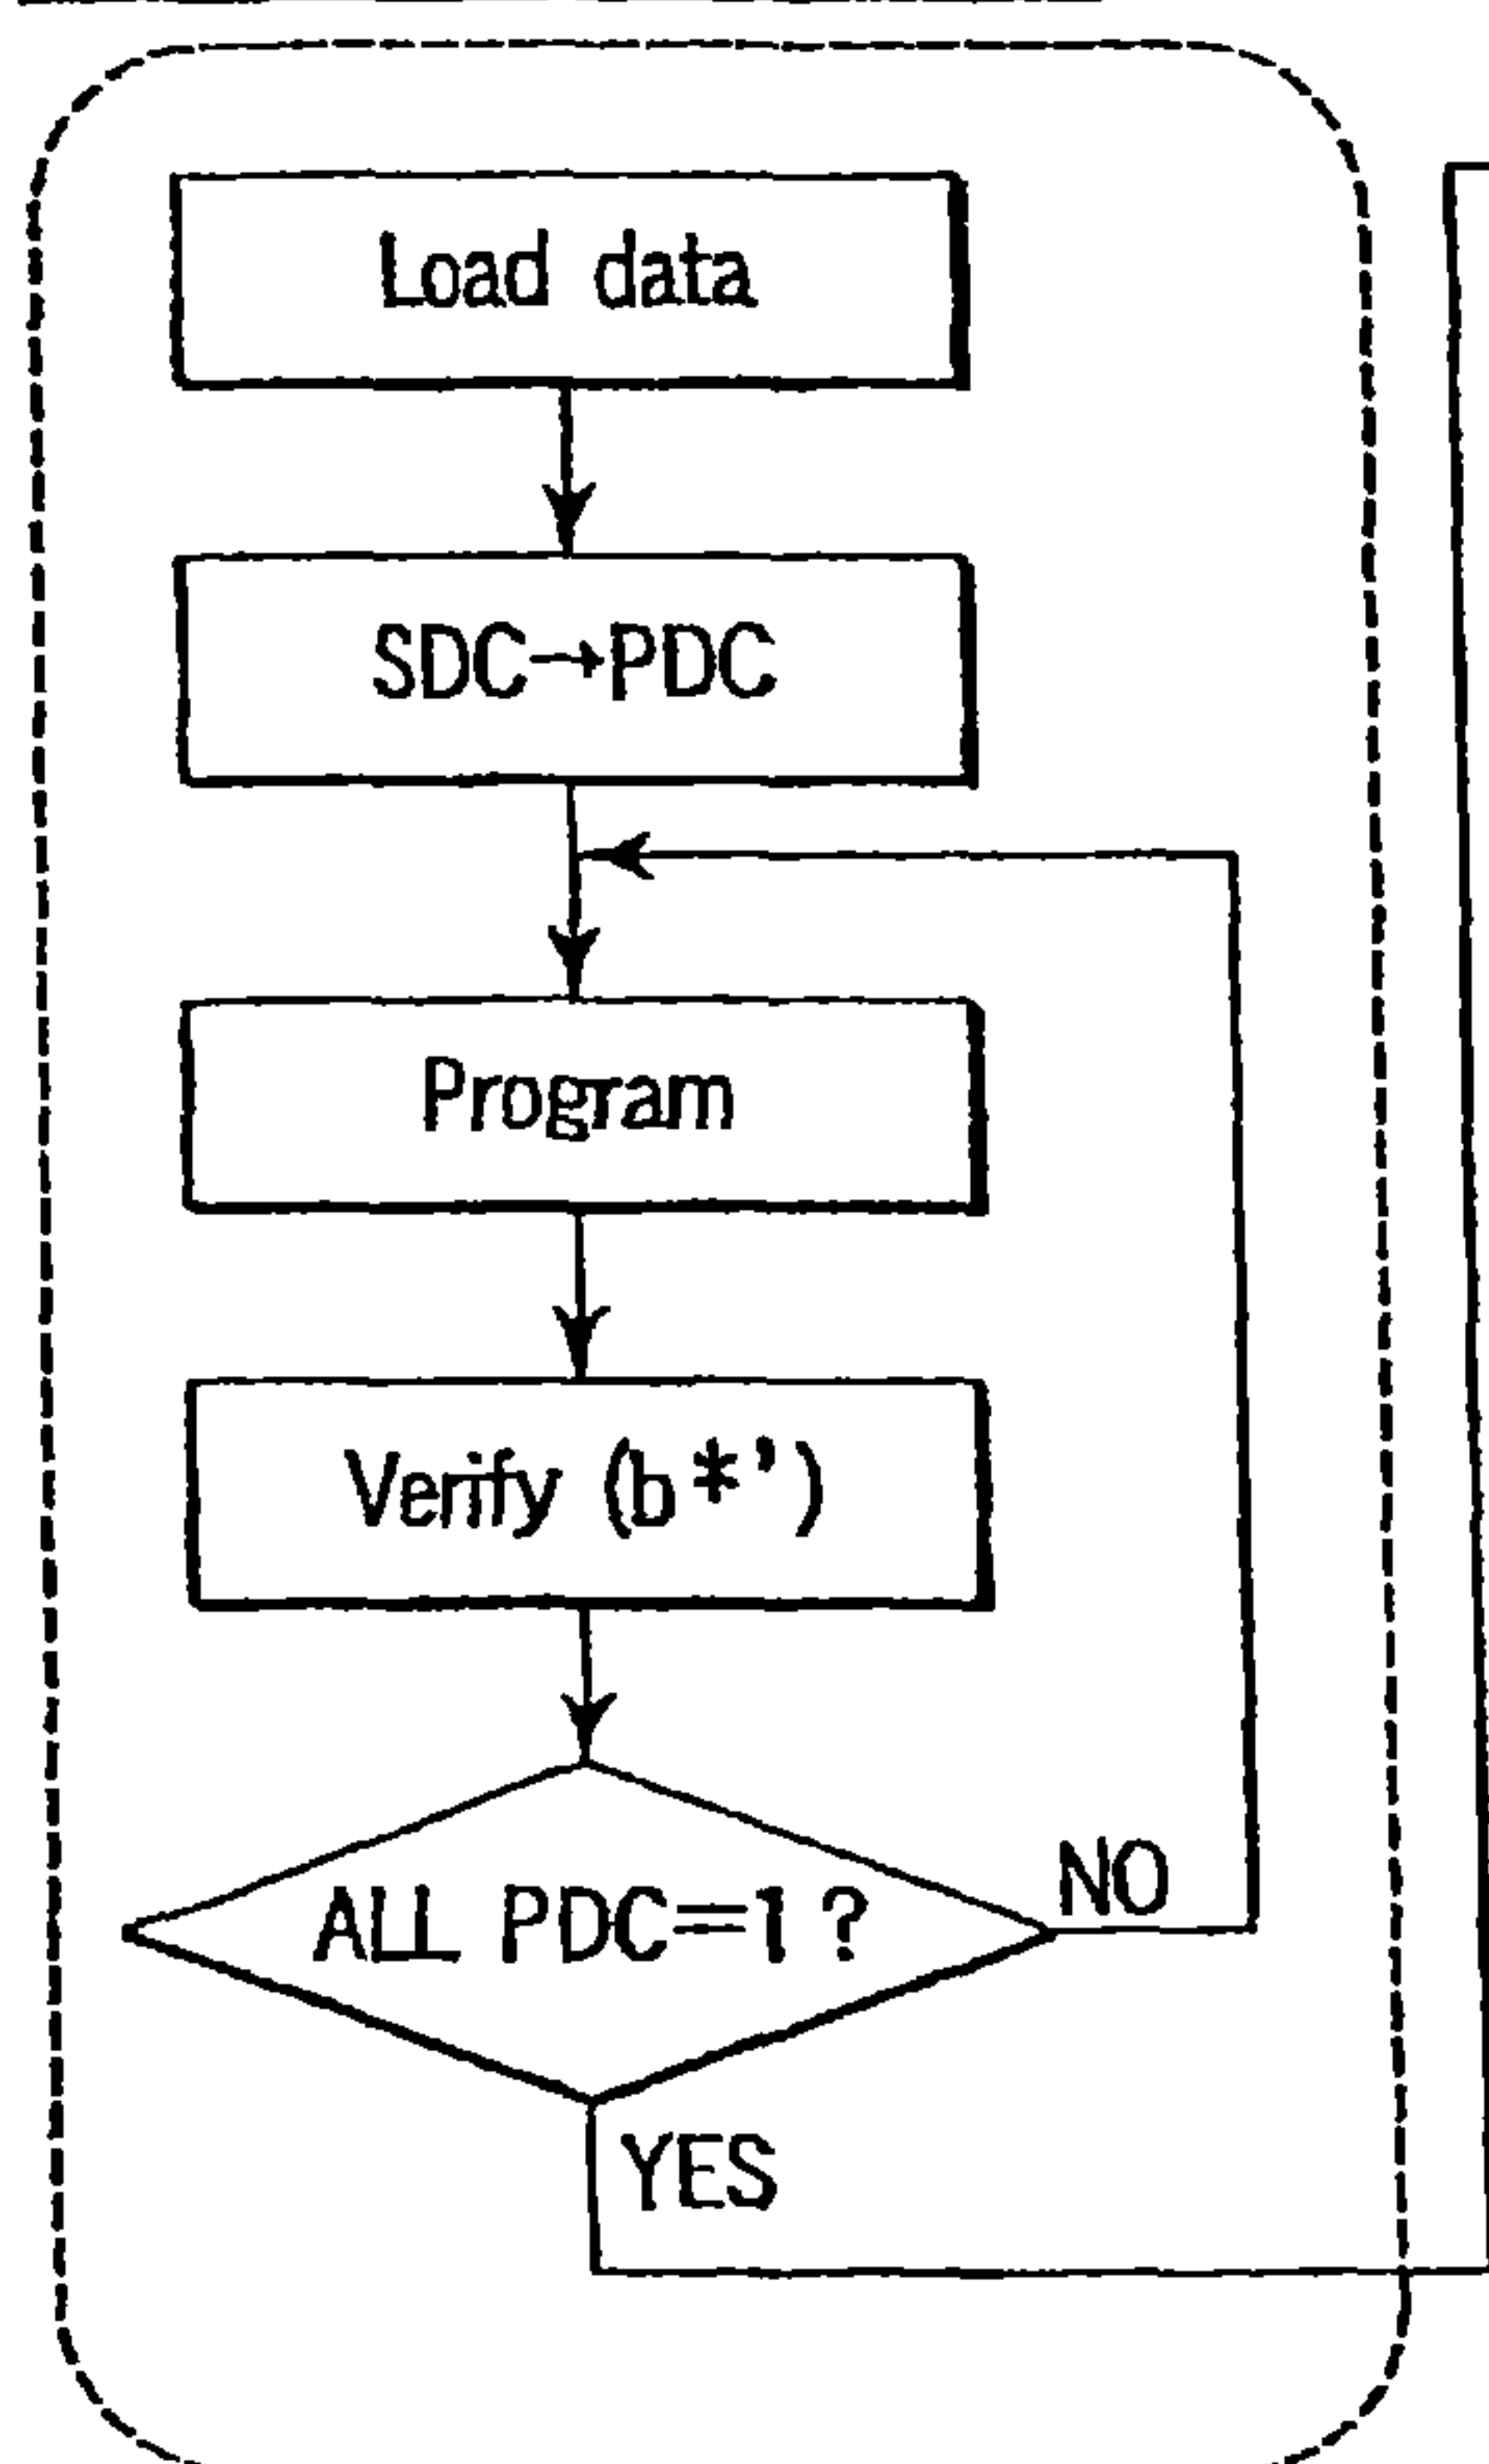 Load data
SDC→PDC
Program
Verify (b*')
ALL PDC=1?
NO
YES